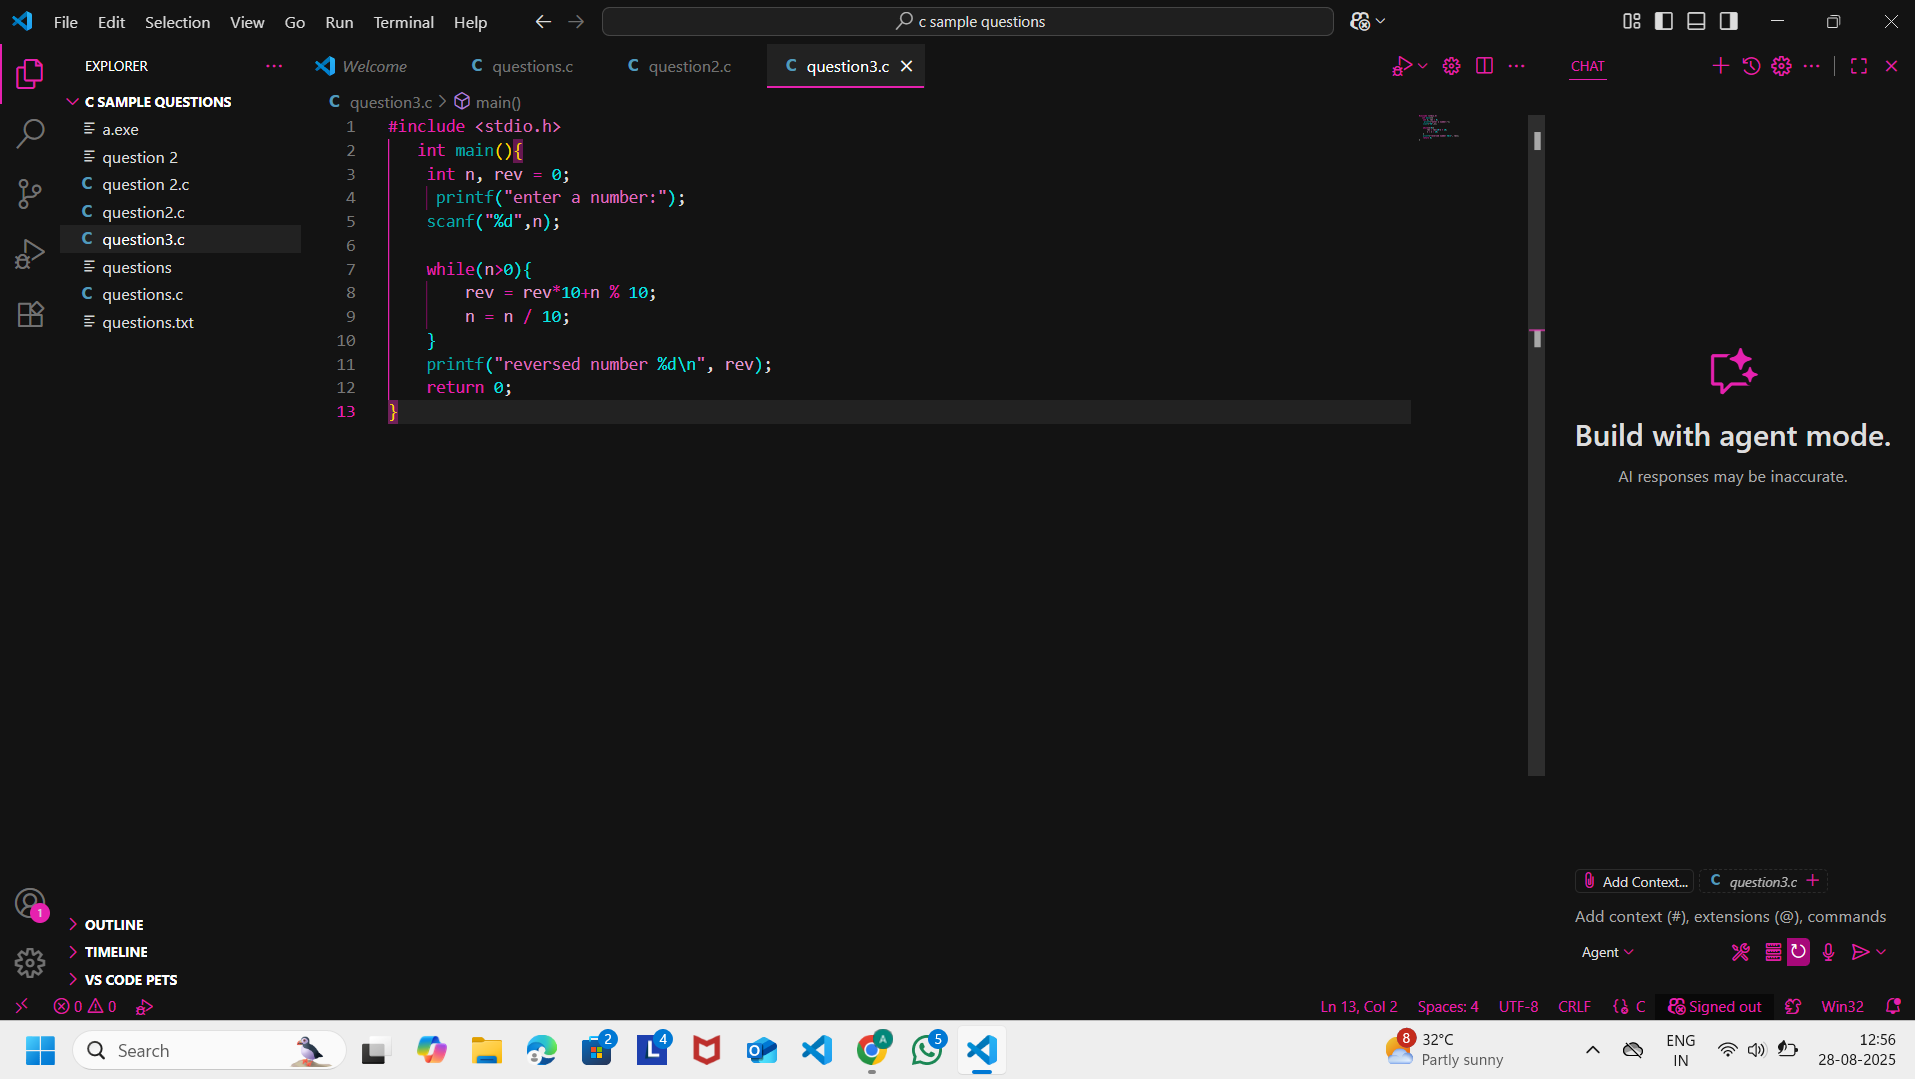 File Edit Selection View Go Run Terminal Help
c sample questions
EXPLORER
C SAMPLE QUESTIONS
a.exe
question 2
C question 2.c
C question2.c
C question3.c
questions
C questions.c
questions.txt
OUTLINE
TIMELINE
VS CODE PETS
1
Welcome C questions.c C question2.c C question3.c
C question3.c > main()
1 #include <stdio.h>
2 int main(){
3 int n, rev = 0;
4 printf("enter a number:");
5 scanf("%d",n);
6
7 while(n>0){
8 rev = rev*10+n % 10;
9 n = n / 10;
10 }
11 printf("reversed number %d\n", rev);
12 return 0;
13 }
CHAT
Build with agent mode.
AI responses may be inaccurate.
Add Context... C question3.c
Add context (#), extensions (@), commands
Agent
0 0
Ln 13, Col 2 Spaces: 4 UTF-8 CRLF {} C Signed out Win32
Search
2
L 4
A
5
8
32°C
Partly sunny
ENG
IN
12:56
28-08-2025